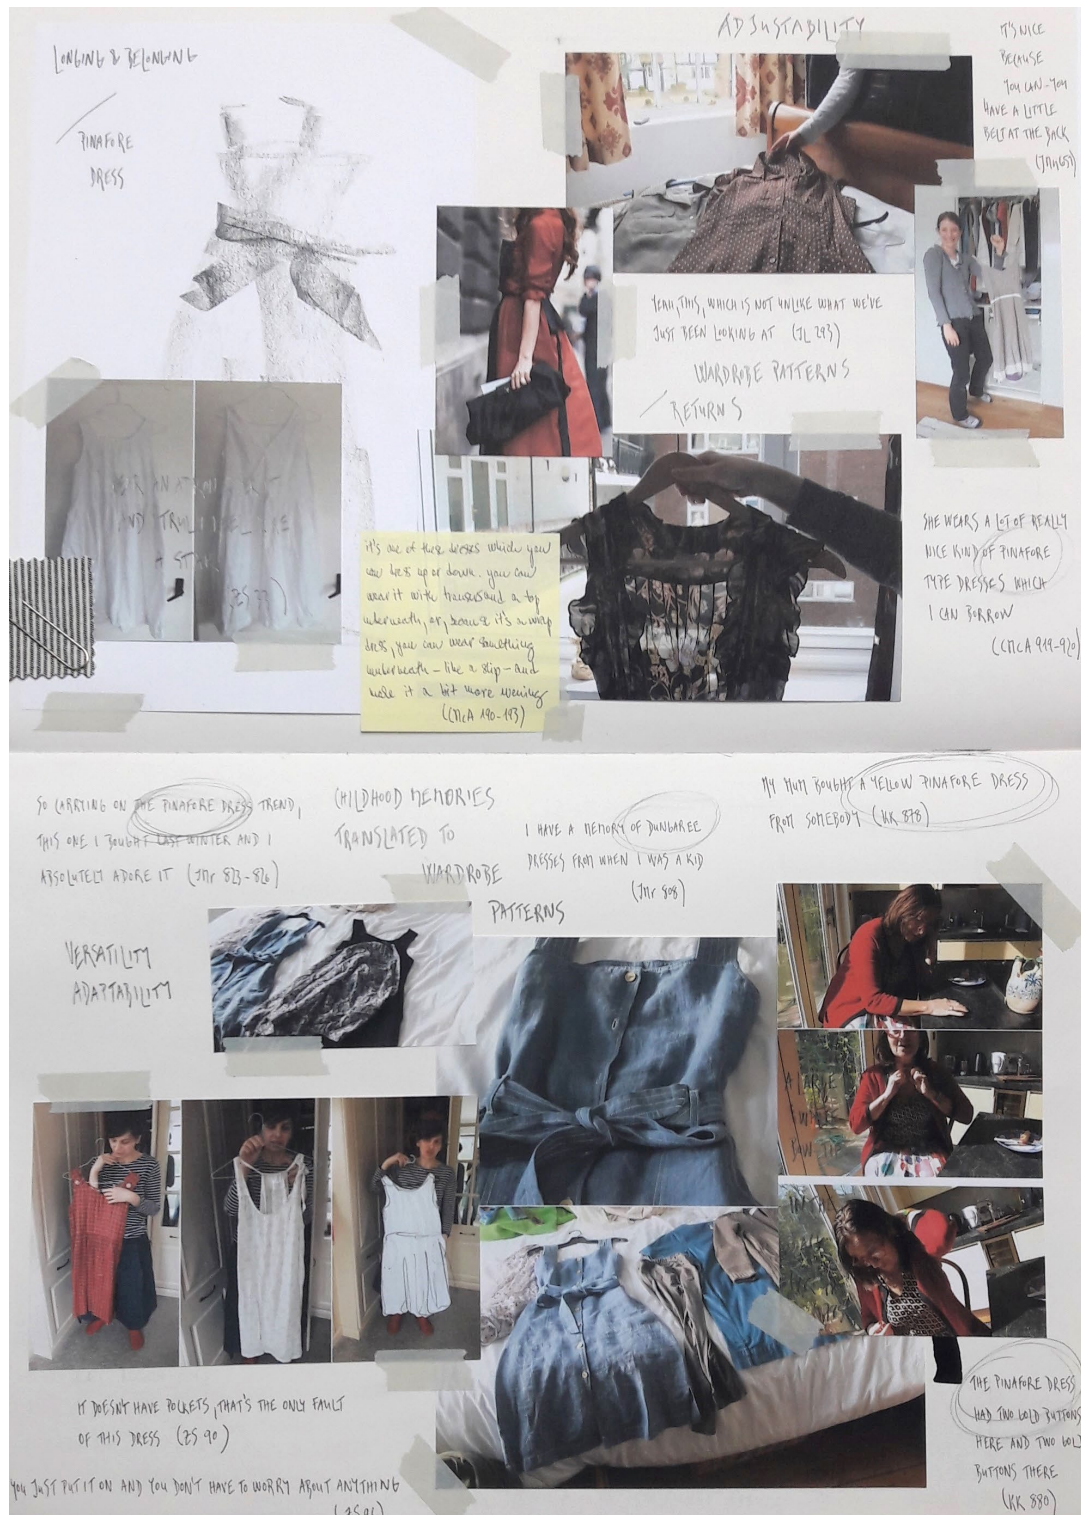 LONGING & BELONGING
/
PINAFORE
DRESS
ADJUSTABILITY
IT'S NICE
BECAUSE
YOU CAN - YOU
HAVE A LITTLE
BELT AT THE BACK
YEAH, THIS, WHICH IS NOT UNLIKE WHAT WE'VE
JUST BEEN LOOKING AT (JL 293)
WARDROBE PATTERNS
/ RETURNS
SHE WEARS A LOT OF REALLY
NICE KIND OF PINAFORE
TYPE DRESSES WHICH
I CAN BORROW
(CMCA 919-920)
it's one of these dresses which you
can dress up or down. you can
wear it with trousers and a top
underneath, or, because it's a wrap
dress, you can wear something
underneath - like a slip - and
make it a bit more evening
(CMCA 190-193)
SO CARRYING ON THE PINAFORE DRESS TREND,
THIS ONE I BOUGHT LAST WINTER AND I
ABSOLUTELY ADORE IT (JMr 823-826)
CHILDHOOD MEMORIES
TRANSLATED TO
WARDROBE
PATTERNS
I HAVE A MEMORY OF DUNGAREE
DRESSES FROM WHEN I WAS A KID
(JMr 808)
MY MUM BOUGHT A YELLOW PINAFORE DRESS
FROM SOMEBODY (KK 878)
VERSATILITY
ADAPTABILITY
A LARGE
BOW-TIE
IT DOESN'T HAVE POCKETS, THAT'S THE ONLY FAULT
OF THIS DRESS (ZS 90)
YOU JUST PUT IT ON AND YOU DON'T HAVE TO WORRY ABOUT ANYTHING
THE PINAFORE DRESS
HAD TWO GOLD BUTTONS
HERE AND TWO GOLD
BUTTONS THERE
(KK 880)